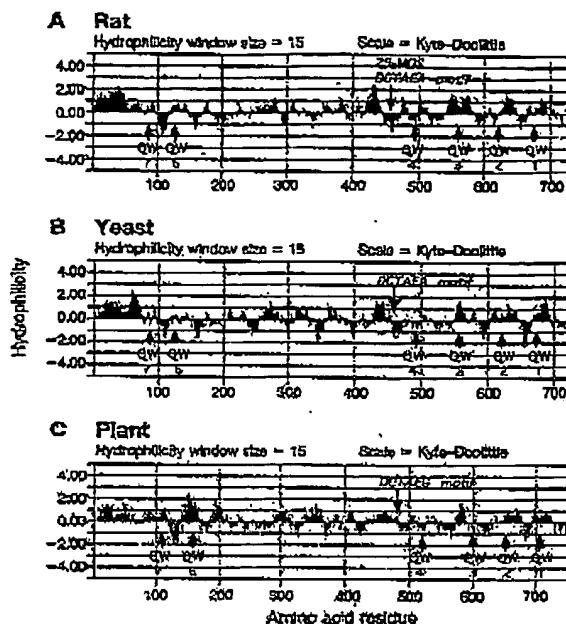 A Rat
Hydrophilicity window size = 15 Scale = Kyte-Doolittle
4.00
2.00
0.00
-2.00
-4.00
QW QW QW QW QW QW
100 200 300 400 500 600 700
B Yeast
Hydrophilicity window size = 15 Scale = Kyte-Doolittle
DCTAEA motif
4.00
2.00
0.00
-2.00
-4.00
QW QW QW QW QW QW
100 200 300 400 500 600 700
C Plant
Hydrophilicity window size = 15 Scale = Kyte-Doolittle
motif
4.00
2.00
0.00
-2.00
-4.00
QW QW QW QW QW QW
100 200 300 400 500 600 700
Hydrophilicity
Amino acid residue